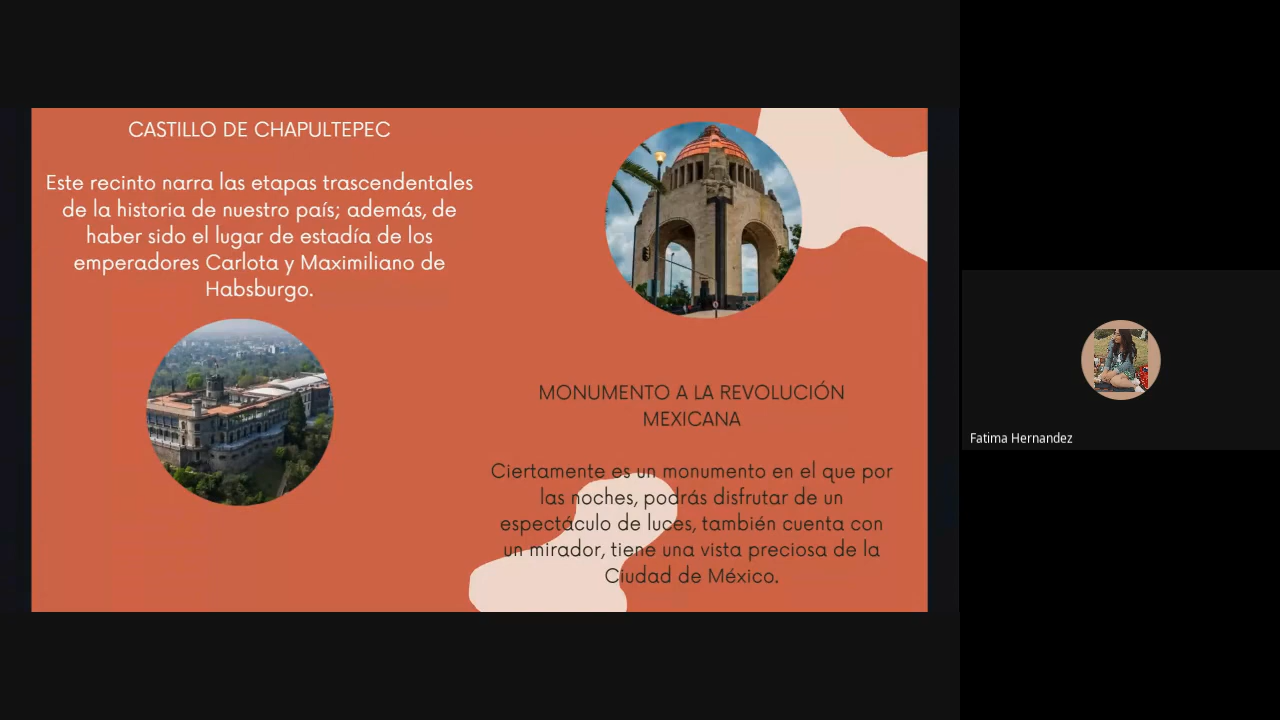 CASTILLO DE CHAPULTEPEC
Este recinto narra las etapas trascendentales
de la historia de nuestro país; además, de
haber sido el lugar de estadía de los
emperadores Carlota y Maximiliano de
Habsburgo.
MONUMENTO A LA REVOLUCIÓN
MEXICANA
Ciertamente es un monumento en el que por
las noches, podrás disfrutar de un
espectáculo de luces, también cuenta con
un mirador, tiene una vista preciosa de la
Ciudad de México.
Fatima Hernandez